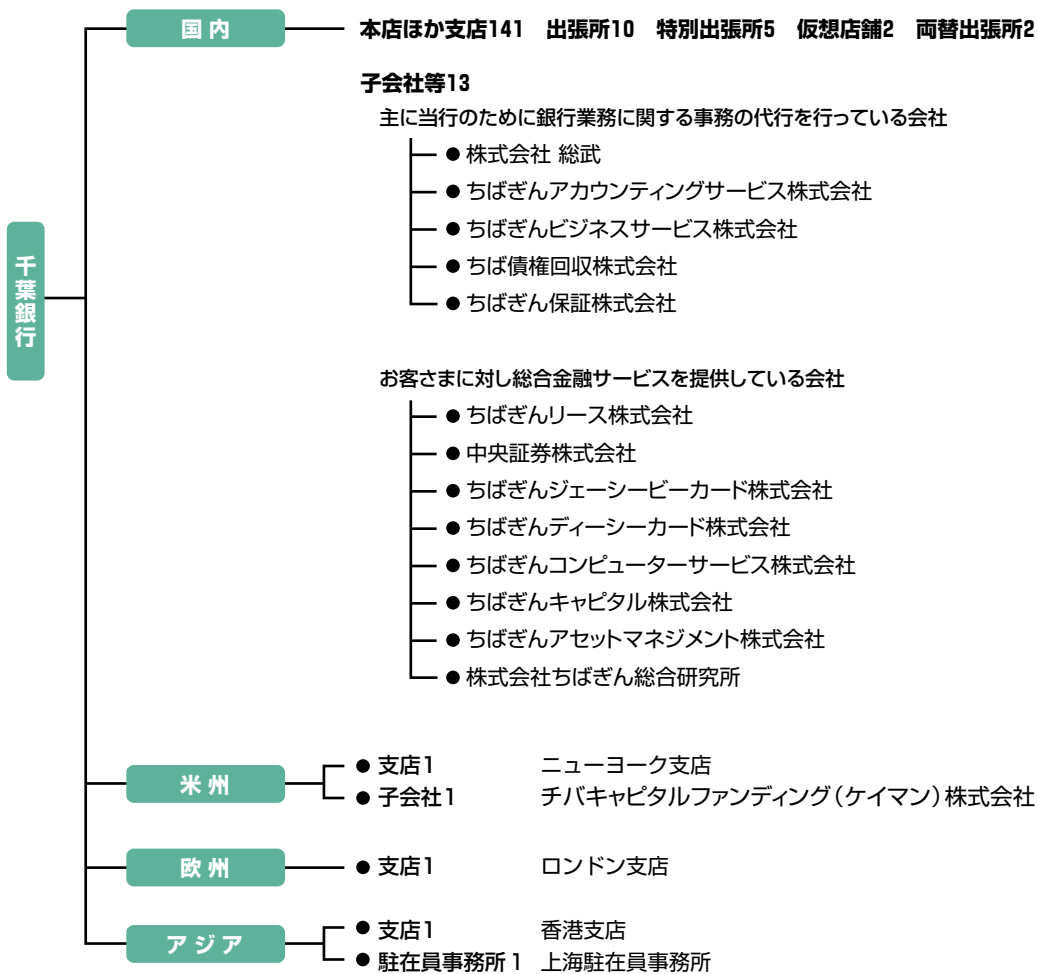 千葉銀行
国内 本店ほか支店141 出張所10 特別出張所5 仮想店舗2 両替出張所2
子会社等13
主に当行のために銀行業務に関する事務の代行を行っている会社
● 株式会社 総武
● ちばぎんアカウンティングサービス株式会社
● ちばぎんビジネスサービス株式会社
● ちば債権回収株式会社
● ちばぎん保証株式会社
お客さまに対し総合金融サービスを提供している会社
● ちばぎんリース株式会社
● 中央証券株式会社
● ちばぎんジェーシービーカード株式会社
● ちばぎんディーシーカード株式会社
● ちばぎんコンピューターサービス株式会社
● ちばぎんキャピタル株式会社
● ちばぎんアセットマネジメント株式会社
● 株式会社ちばぎん総合研究所
米州
● 支店1 ニューヨーク支店
● 子会社1 チバキャピタルファンディング(ケイマン)株式会社
欧州 ● 支店1 ロンドン支店
アジア
● 支店1 香港支店
● 駐在員事務所1 上海駐在員事務所